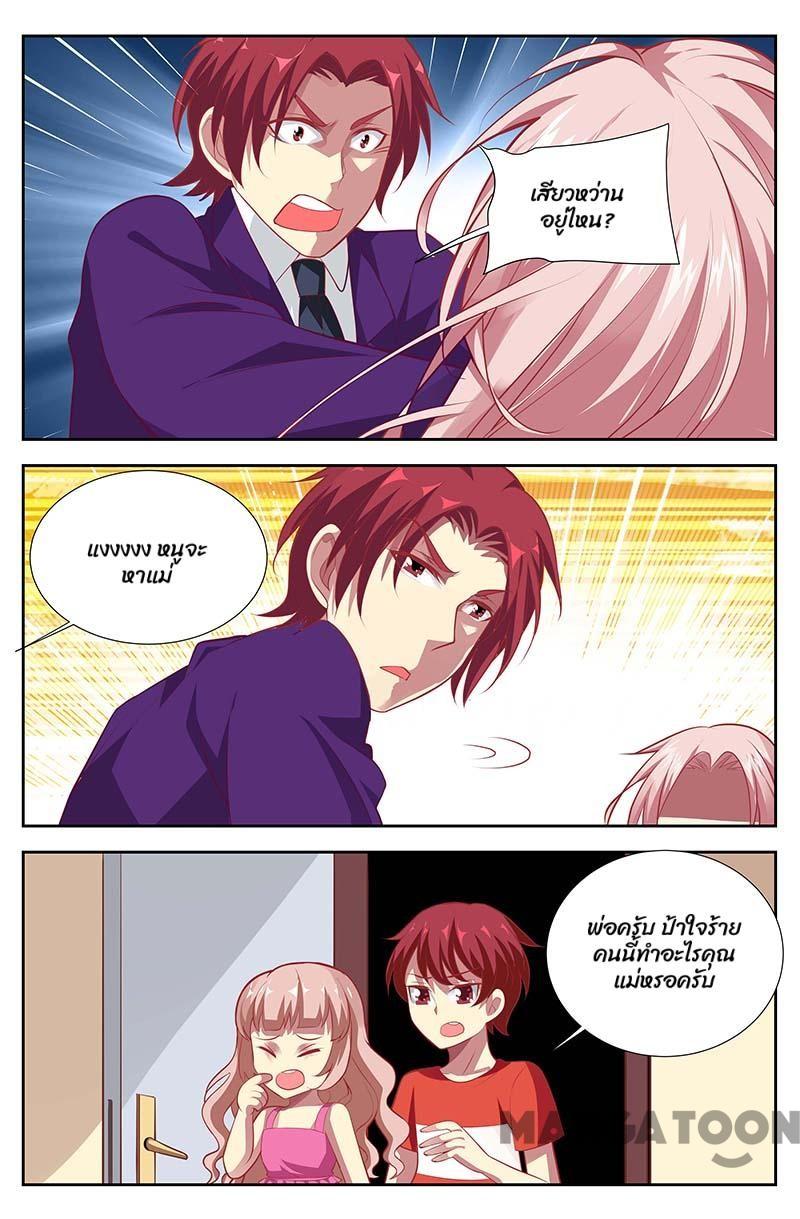 เสียวหว่าน
อยู่ไหน?
แงงงงง หนูจะ
หาแม่
พ่อครับ ป้าใจร้าย
คนนี้ทำอะไรคุณ
แม่หรอครับ
MANGATOON